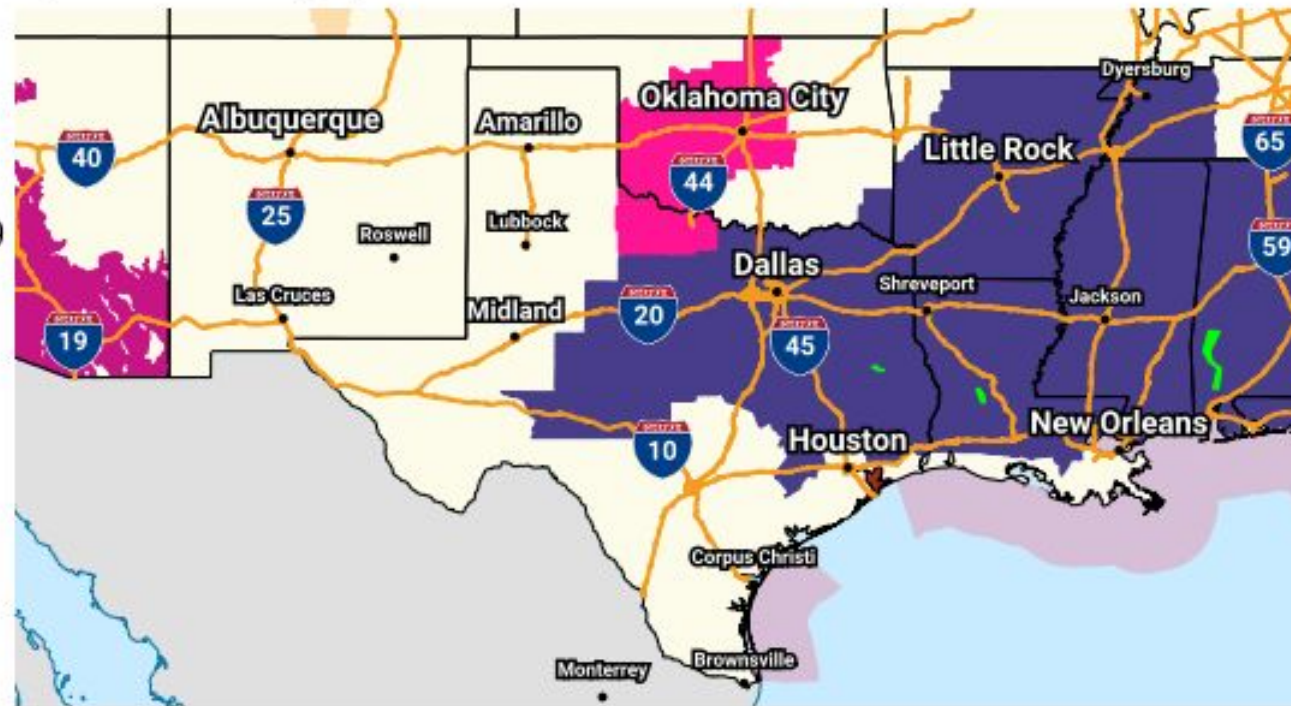 Dyersburg
Oklahoma City
Albuquerque
Amarillo
65
40
Little Rock
44
25
Lubbock
Roswell
59
Dallas
Shreveport
Las Cruces
Jackson
Midland
20
19
45
New Orleans
Houston
10
Corpus Christi
Brownsville
Monterrey